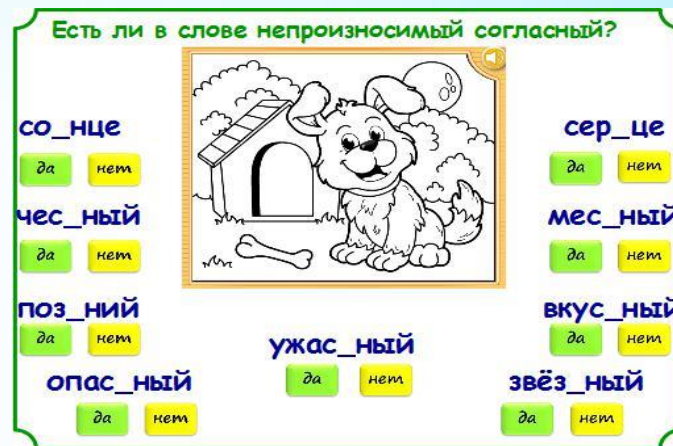 Есть ли в слове непроизносимый согласный?
со_нце
да нет
чес_ный
да нет
поз_ний
да нет
опас_ный
да нет
ужас_ный
да нет
сер_це
да нет
мес_ный
да нет
вкус_ный
да нет
звёз_ный
да нет